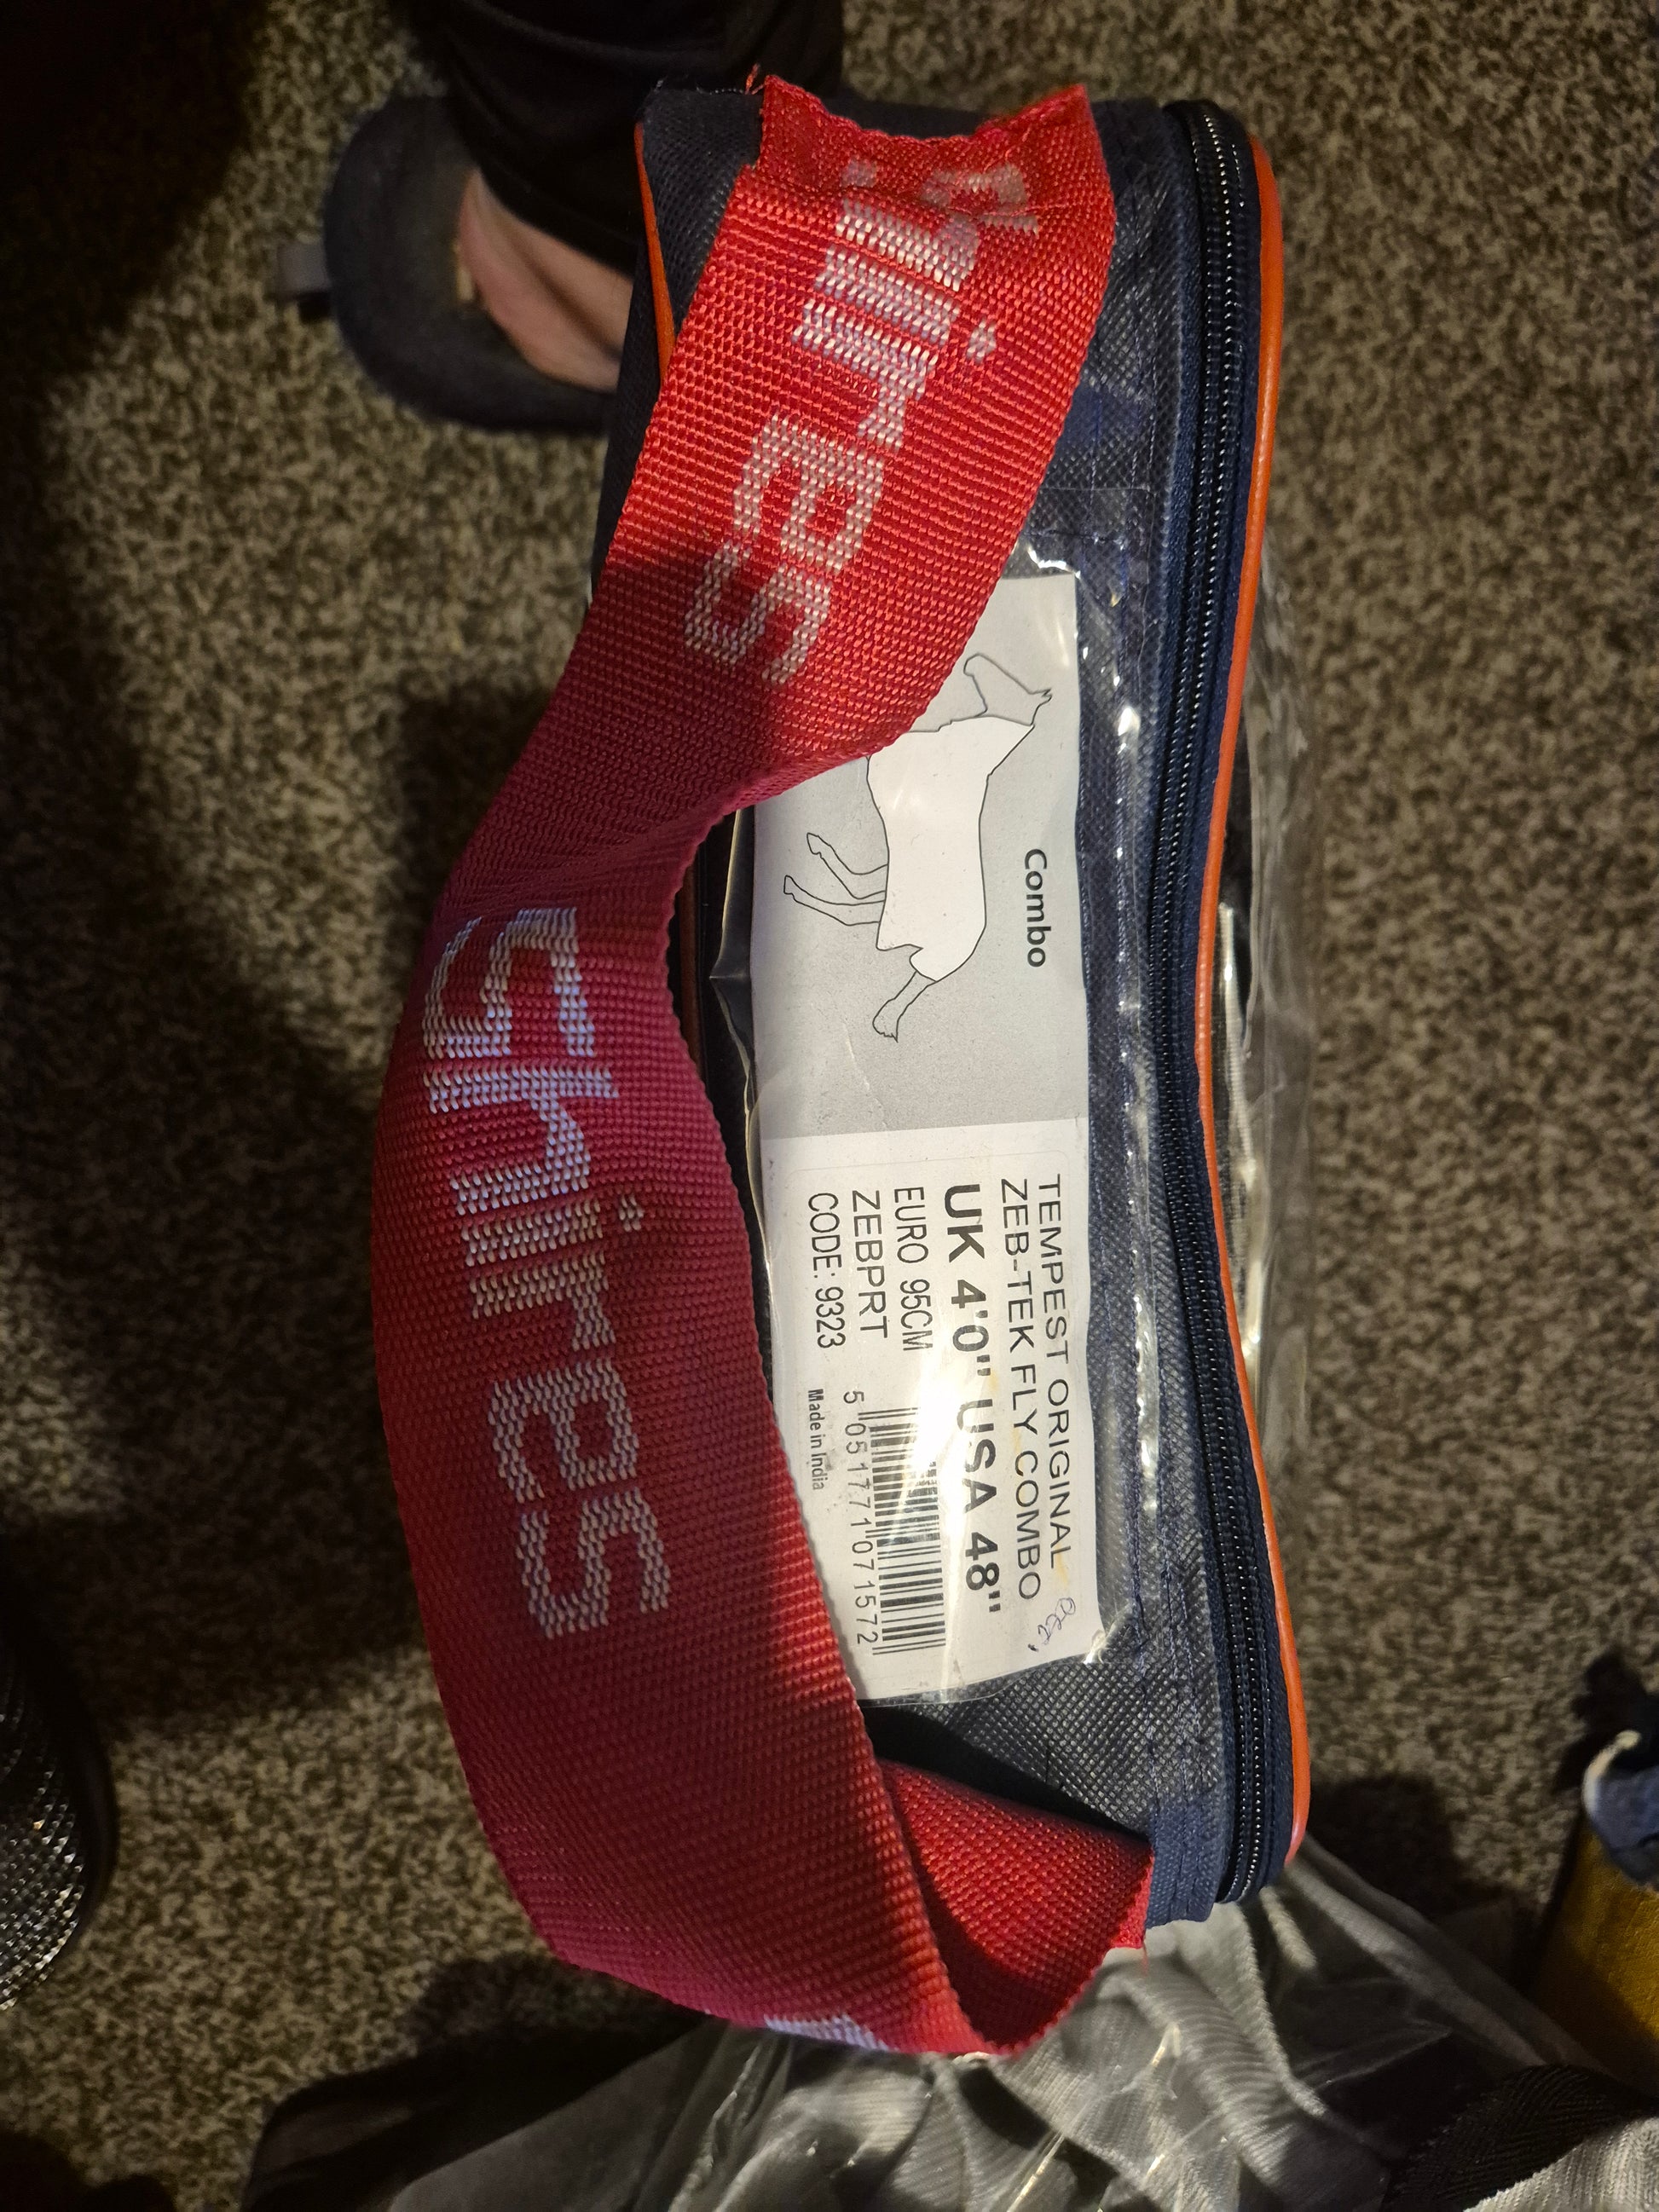 Shires
Shires
Combo
TEMPEST ORIGINAL
ZEB-TEK FLY COMBO
UK 4'0" USA 48"
EURO 95CM
ZEBPRT
CODE: 9323
5 051771 071572
Made in India